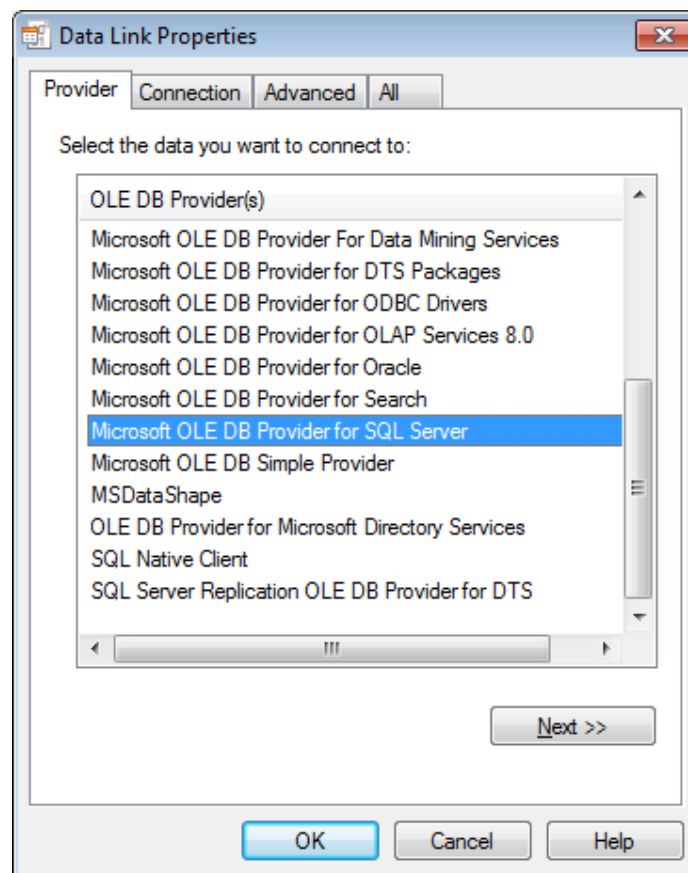 Data Link Properties
Provider Connection Advanced All
Select the data you want to connect to:
OLE DB Provider(s)
Microsoft OLE DB Provider For Data Mining Services
Microsoft OLE DB Provider for DTS Packages
Microsoft OLE DB Provider for ODBC Drivers
Microsoft OLE DB Provider for OLAP Services 8.0
Microsoft OLE DB Provider for Oracle
Microsoft OLE DB Provider for Search
Microsoft OLE DB Provider for SQL Server
Microsoft OLE DB Simple Provider
MSDataShape
OLE DB Provider for Microsoft Directory Services
SQL Native Client
SQL Server Replication OLE DB Provider for DTS
Next >>
OK Cancel Help